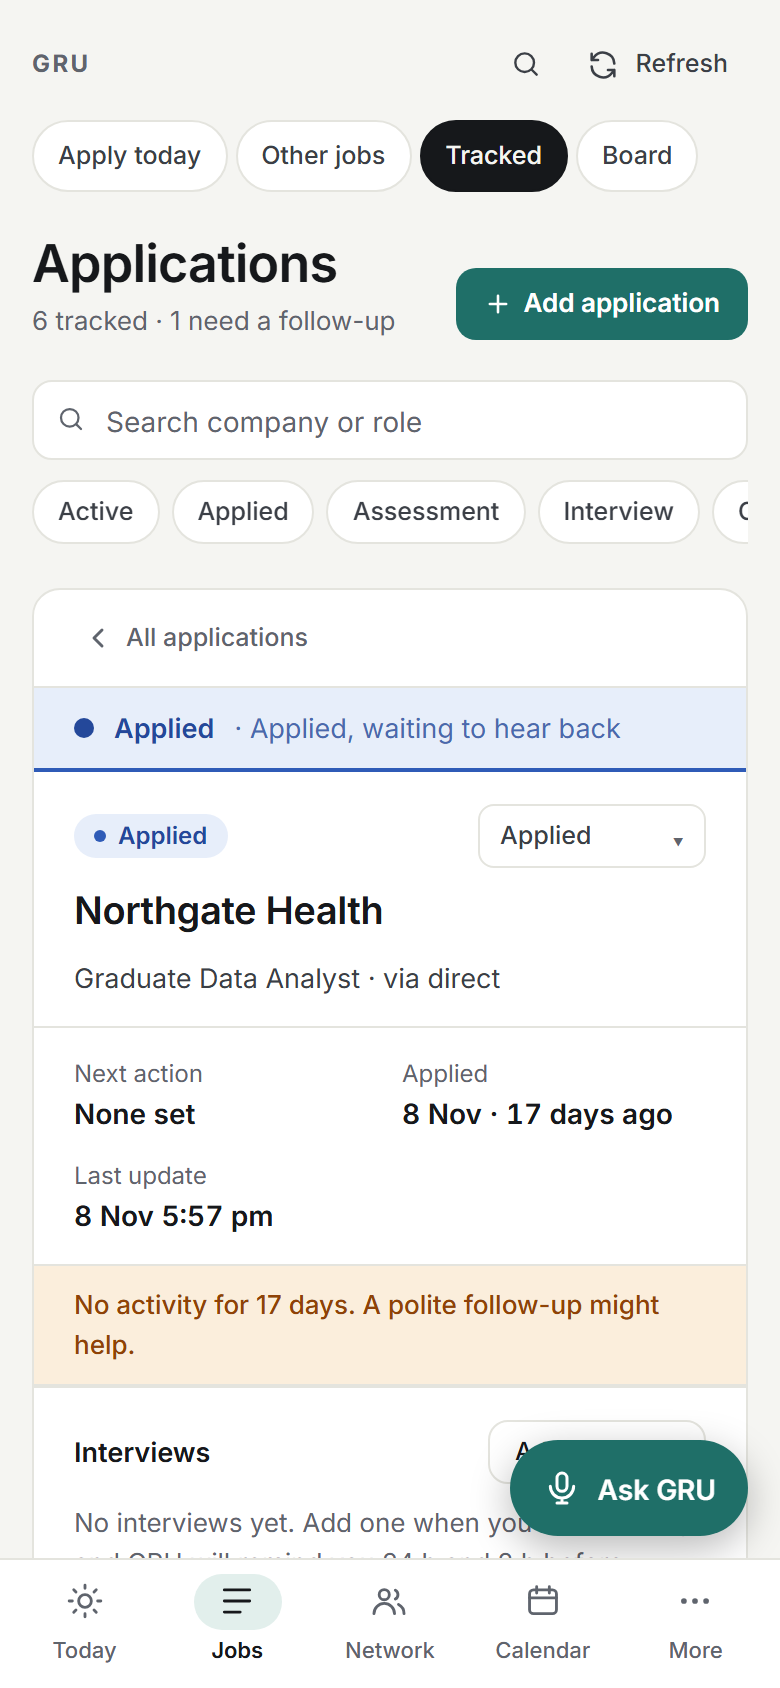 GRU
Refresh
Apply today
Other jobs
Tracked
Board
Applications
6 tracked · 1 need a follow-up
+ Add application
Search company or role
Active
Applied
Assessment
Interview
All applications
Applied · Applied, waiting to hear back
Applied
Applied
Northgate Health
Graduate Data Analyst · via direct
Next action
None set
Applied
8 Nov · 17 days ago
Last update
8 Nov 5:57 pm
No activity for 17 days. A polite follow-up might
help.
Interviews
Ask GRU
No interviews yet. Add one when you
Today
Jobs
Network
Calendar
More